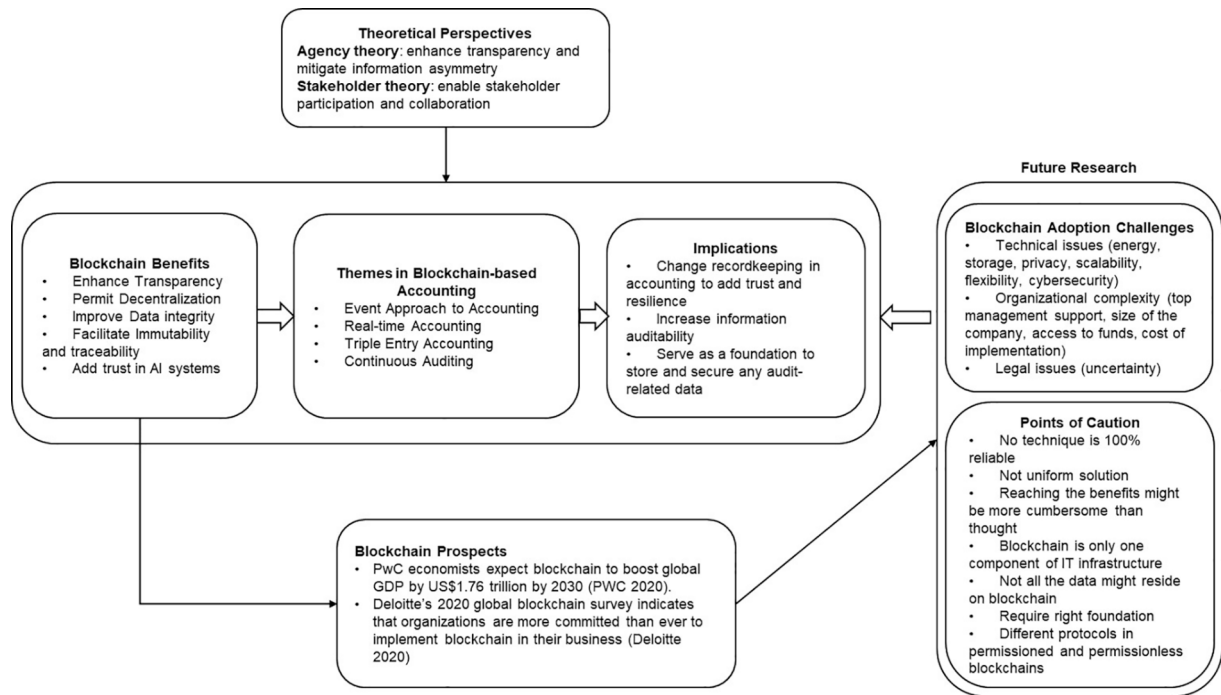 Theoretical Perspectives
Agency theory: enhance transparency and
mitigate information asymmetry
Stakeholder theory: enable stakeholder
participation and collaboration
Blockchain Benefits
• Enhance Transparency
• Permit Decentralization
• Improve Data integrity
• Facilitate Immutability
and traceability
• Add trust in AI systems
Themes in Blockchain-based
Accounting
• Event Approach to Accounting
• Real-time Accounting
• Triple Entry Accounting
• Continuous Auditing
Implications
• Change recordkeeping in
accounting to add trust and
resilience
• Increase information
auditability
• Serve as a foundation to
store and secure any audit-
related data
Future Research
Blockchain Adoption Challenges
• Technical issues (energy,
storage, privacy, scalability,
flexibility, cybersecurity)
• Organizational complexity (top
management support, size of the
company, access to funds, cost of
implementation)
• Legal issues (uncertainty)
Points of Caution
• No technique is 100%
reliable
• Not uniform solution
• Reaching the benefits might
be more cumbersome than
thought
• Blockchain is only one
component of IT infrastructure
• Not all the data might reside
on blockchain
• Require right foundation
• Different protocols in
permissioned and permissionless
blockchains
Blockchain Prospects
• PwC economists expect blockchain to boost global
GDP by US$1.76 trillion by 2030 (PWC 2020).
• Deloitte's 2020 global blockchain survey indicates
that organizations are more committed than ever to
implement blockchain in their business (Deloitte
2020)